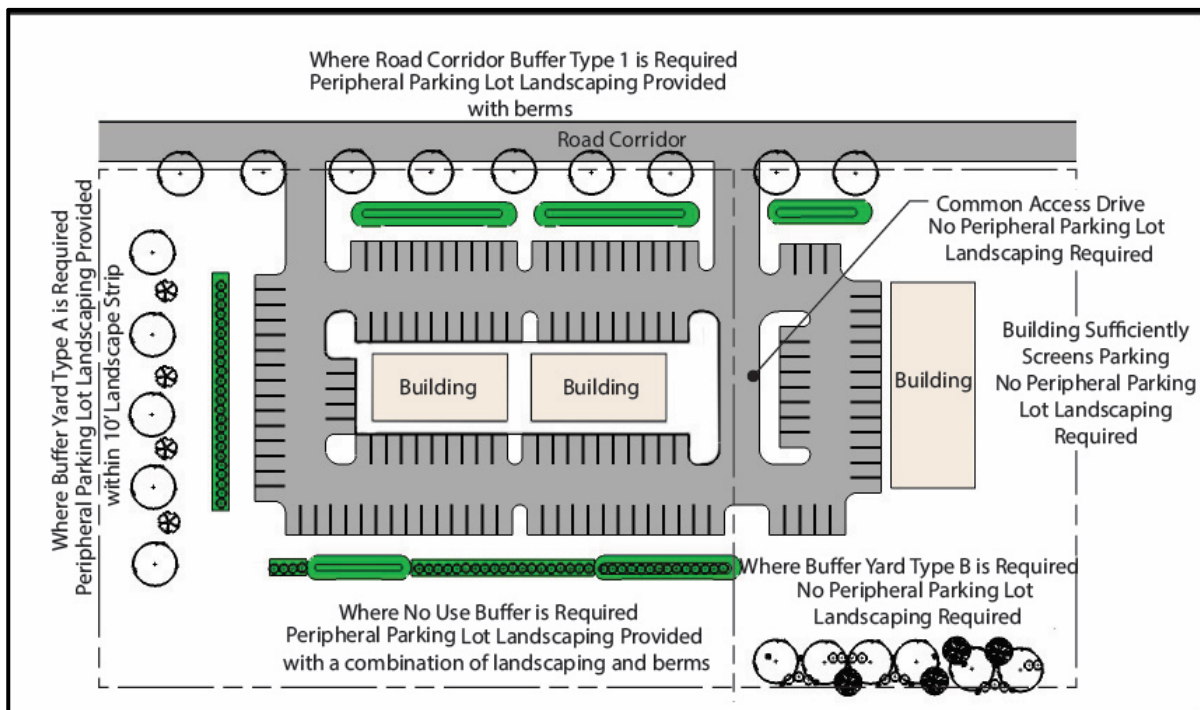 Where Road Corridor Buffer Type 1 is Required
Peripheral Parking Lot Landscaping Provided
with berms
Road Corridor
Where Buffer Yard Type A is Required
Peripheral Parking Lot Landscaping Provided
within 10' Landscape Strip
Common Access Drive
No Peripheral Parking Lot
Landscaping Required
Building
Building
Building
Building Sufficiently
Screens Parking
No Peripheral Parking
Lot Landscaping
Required
Where No Use Buffer is Required
Peripheral Parking Lot Landscaping Provided
with a combination of landscaping and berms
Where Buffer Yard Type B is Required
No Peripheral Parking Lot
Landscaping Required